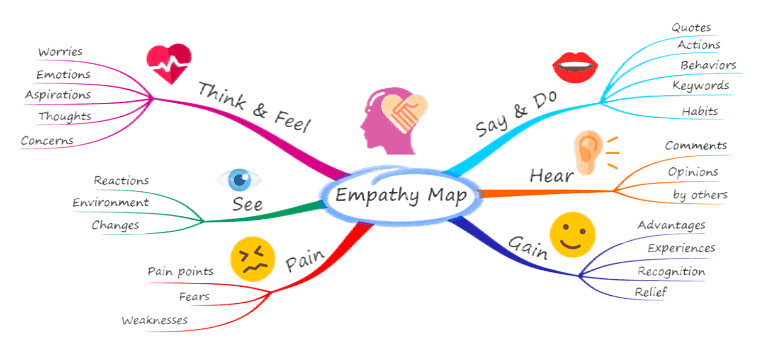 Empathy Map
Think & Feel
Worries
Emotions
Aspirations
Thoughts
Concerns
See
Reactions
Environment
Changes
Pain
Pain points
Fears
Weaknesses
Say & Do
Quotes
Actions
Behaviors
Keywords
Habits
Hear
Comments
Opinions
by others
Gain
Advantages
Experiences
Recognition
Relief